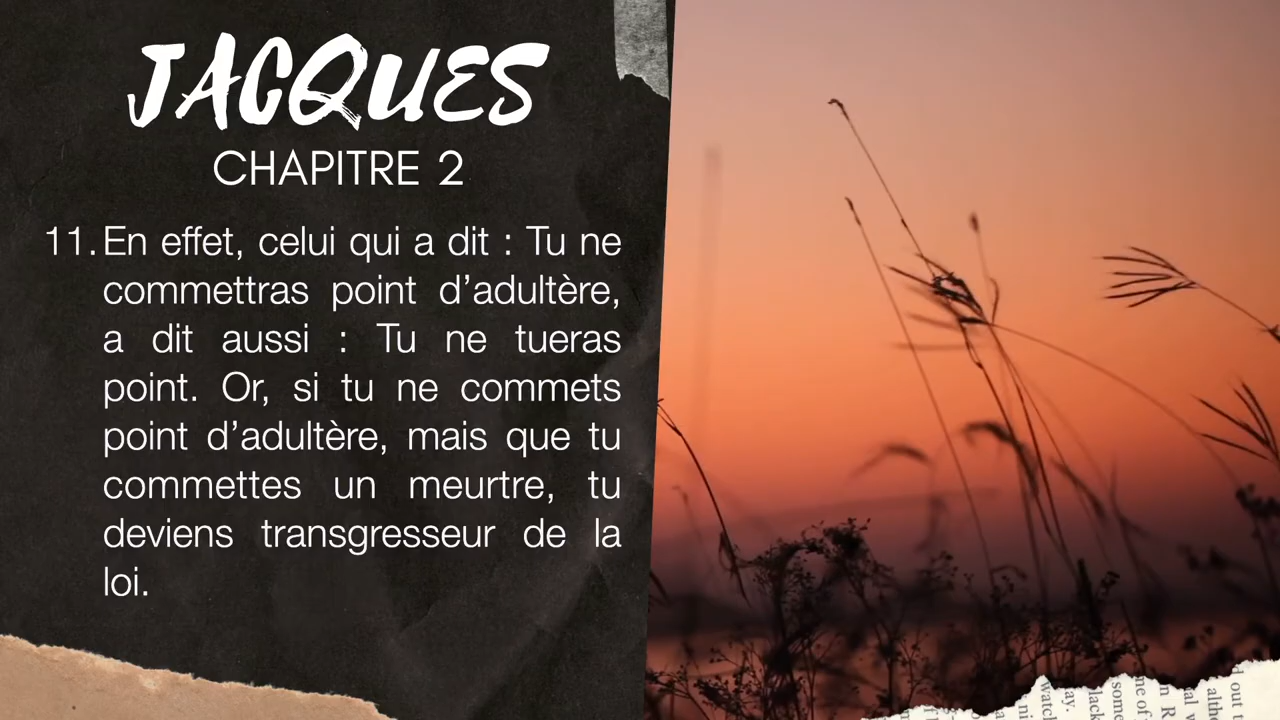 JACQUES
CHAPITRE 2
11. En effet, celui qui a dit : Tu ne
commettras point d’adultère,
a dit aussi : Tu ne tueras
point. Or, si tu ne commets
point d’adultère, mais que tu
commettes un meurtre, tu
deviens transgresseur de la
loi.